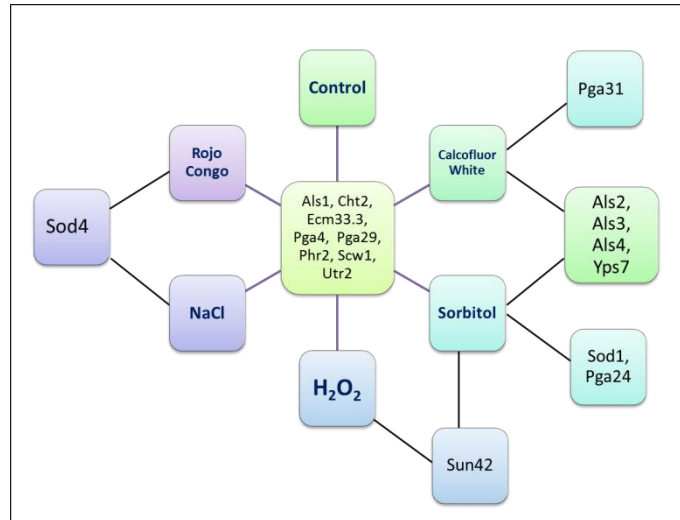 Control
Pga31
Rojo
Congo
Calcofluor
White
Als1, Cht2,
Ecm33.3,
Pga4, Pga29,
Phr2, Scw1,
Utr2
Sod4
Als2,
Als3,
Als4,
Yps7
NaCl
Sorbitol
H₂O₂
Sod1,
Pga24
Sun42